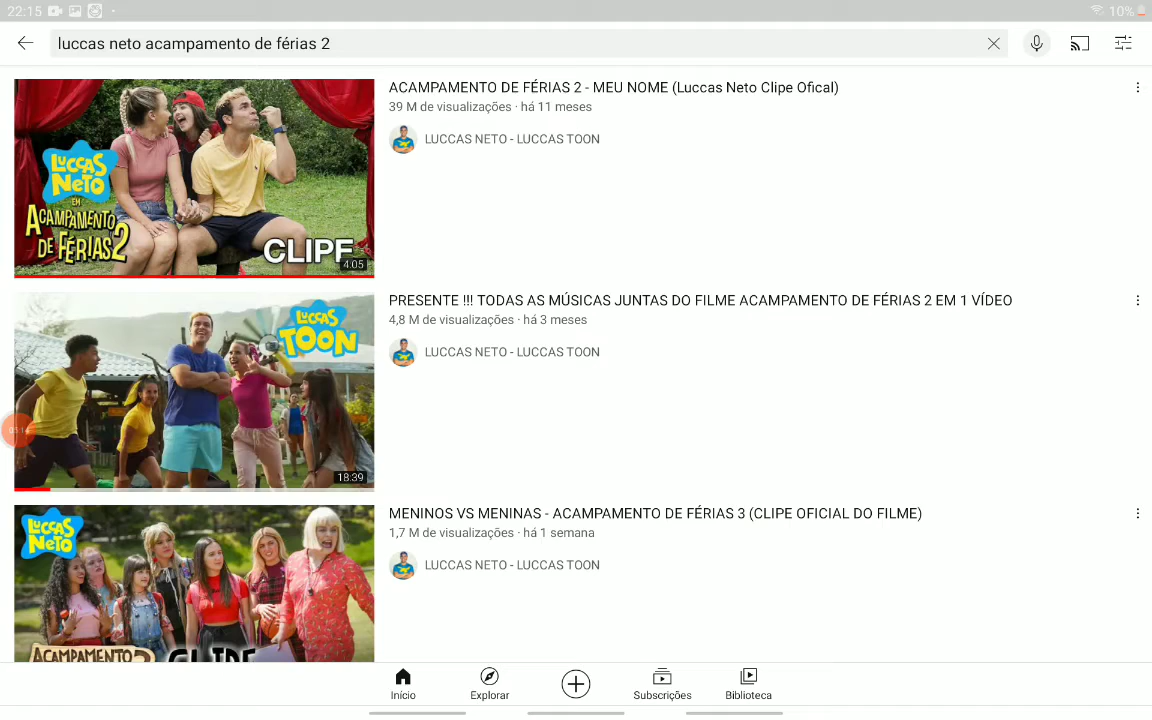 22:15
10%
luccas neto acampamento de férias 2
LUCCAS
NETO
EM
ACAMPAMENTO
DE FÉRIAS 2
CLIPE
4:05
ACAMPAMENTO DE FÉRIAS 2 - MEU NOME (Luccas Neto Clipe Ofical)
39 M de visualizações · há 11 meses
LUCCAS NETO - LUCCAS TOON
LUCCAS
TOON
18:39
PRESENTE !!! TODAS AS MÚSICAS JUNTAS DO FILME ACAMPAMENTO DE FÉRIAS 2 EM 1 VÍDEO
4,8 M de visualizações · há 3 meses
LUCCAS NETO - LUCCAS TOON
LUCCAS
NETO
ACAMPAMENTO
CLIPE
MENINOS VS MENINAS - ACAMPAMENTO DE FÉRIAS 3 (CLIPE OFICIAL DO FILME)
1,7 M de visualizações · há 1 semana
LUCCAS NETO - LUCCAS TOON
Início
Explorar
Subscrições
Biblioteca